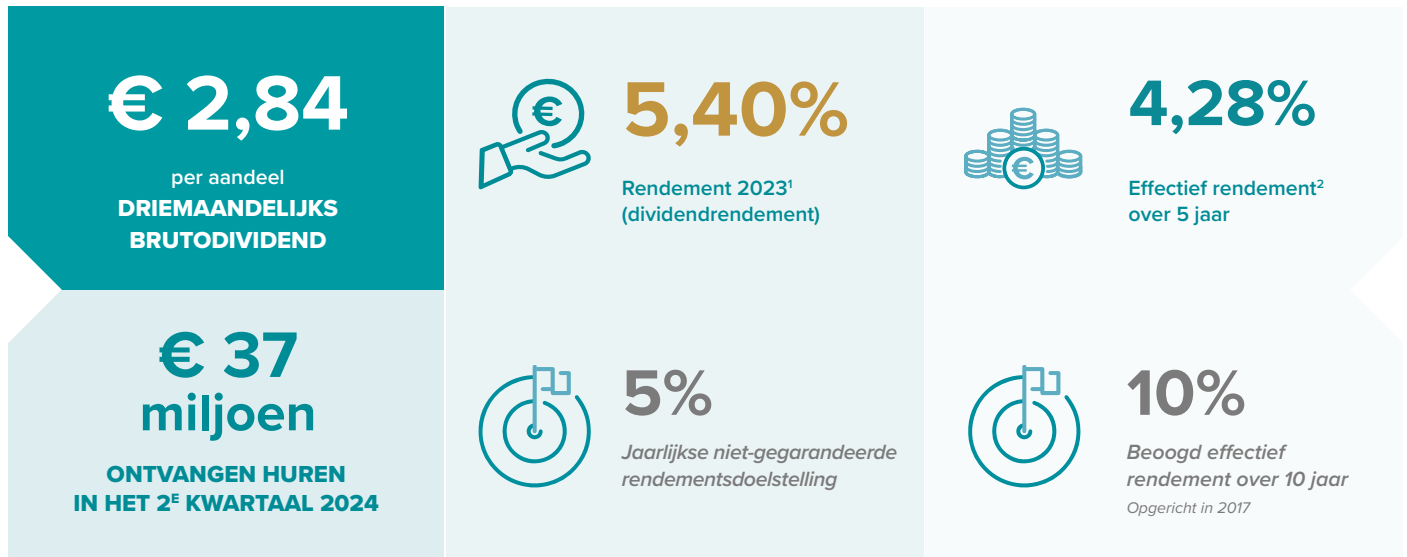 € 2,84
per aandeel
DRIEMAANDELIJKS
BRUTODIVIDEND
€ 37
miljoen
ONTVANGEN HUREN
IN HET 2ᴱ KWARTAAL 2024
€
5,40%
Rendement 2023¹
(dividendrendement)
5%
Jaarlijkse niet-gegarandeerde
rendementsdoelstelling
€
4,28%
Effectief rendement²
over 5 jaar
10%
Beoogd effectief
rendement over 10 jaar
Opgericht in 2017